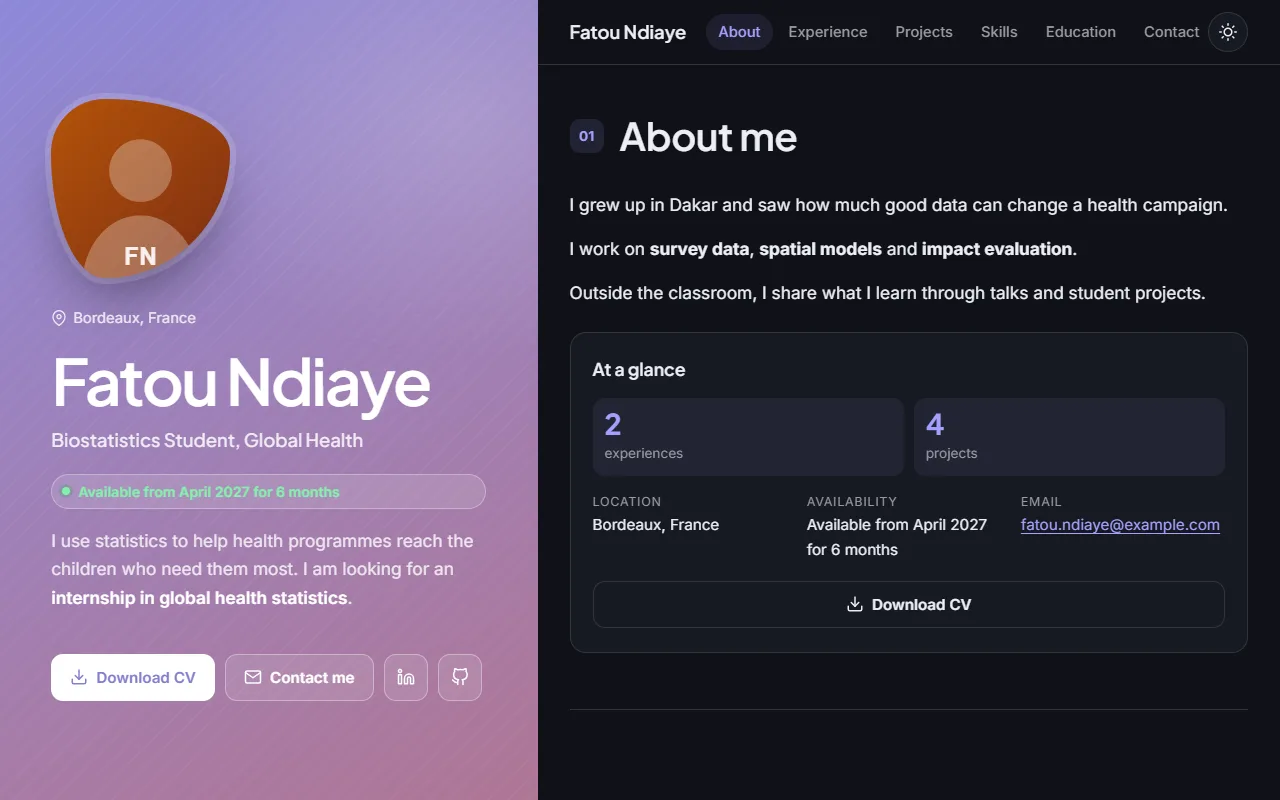 FN
Bordeaux, France
Fatou Ndiaye
Biostatistics Student, Global Health
Available from April 2027 for 6 months
I use statistics to help health programmes reach the
children who need them most. I am looking for an
internship in global health statistics.
Download CV
Contact me
Fatou Ndiaye
About
Experience
Projects
Skills
Education
Contact
01
About me
I grew up in Dakar and saw how much good data can change a health campaign.
I work on survey data, spatial models and impact evaluation.
Outside the classroom, I share what I learn through talks and student projects.
At a glance
2
experiences
4
projects
LOCATION
Bordeaux, France
AVAILABILITY
Available from April 2027
for 6 months
EMAIL
fatou.ndiaye@example.com
Download CV